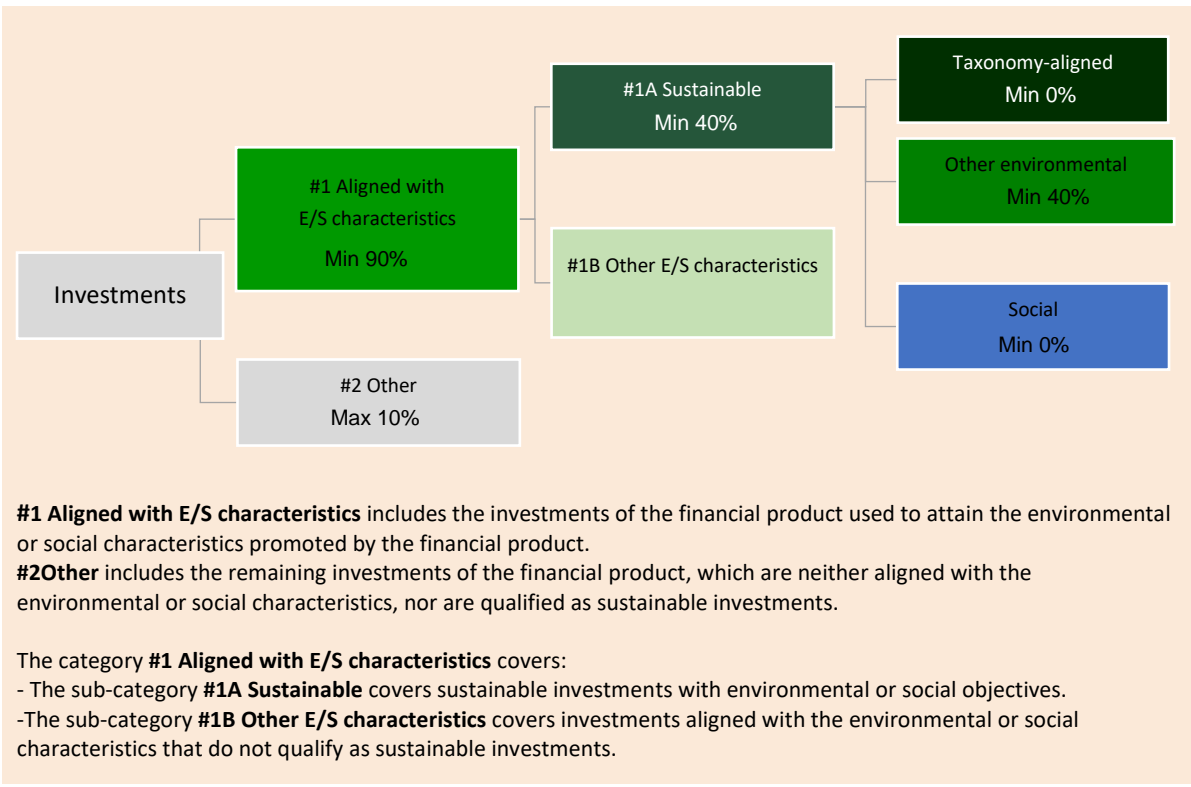 Investments
#1 Aligned with
E/S characteristics
Min 90%
#2 Other
Max 10%
#1A Sustainable
Min 40%
#1B Other E/S characteristics
Taxonomy-aligned
Min 0%
Other environmental
Min 40%
Social
Min 0%
#1 Aligned with E/S characteristics includes the investments of the financial product used to attain the environmental
or social characteristics promoted by the financial product.
#2Other includes the remaining investments of the financial product, which are neither aligned with the
environmental or social characteristics, nor are qualified as sustainable investments.
The category #1 Aligned with E/S characteristics covers:
- The sub-category #1A Sustainable covers sustainable investments with environmental or social objectives.
-The sub-category #1B Other E/S characteristics covers investments aligned with the environmental or social
characteristics that do not qualify as sustainable investments.